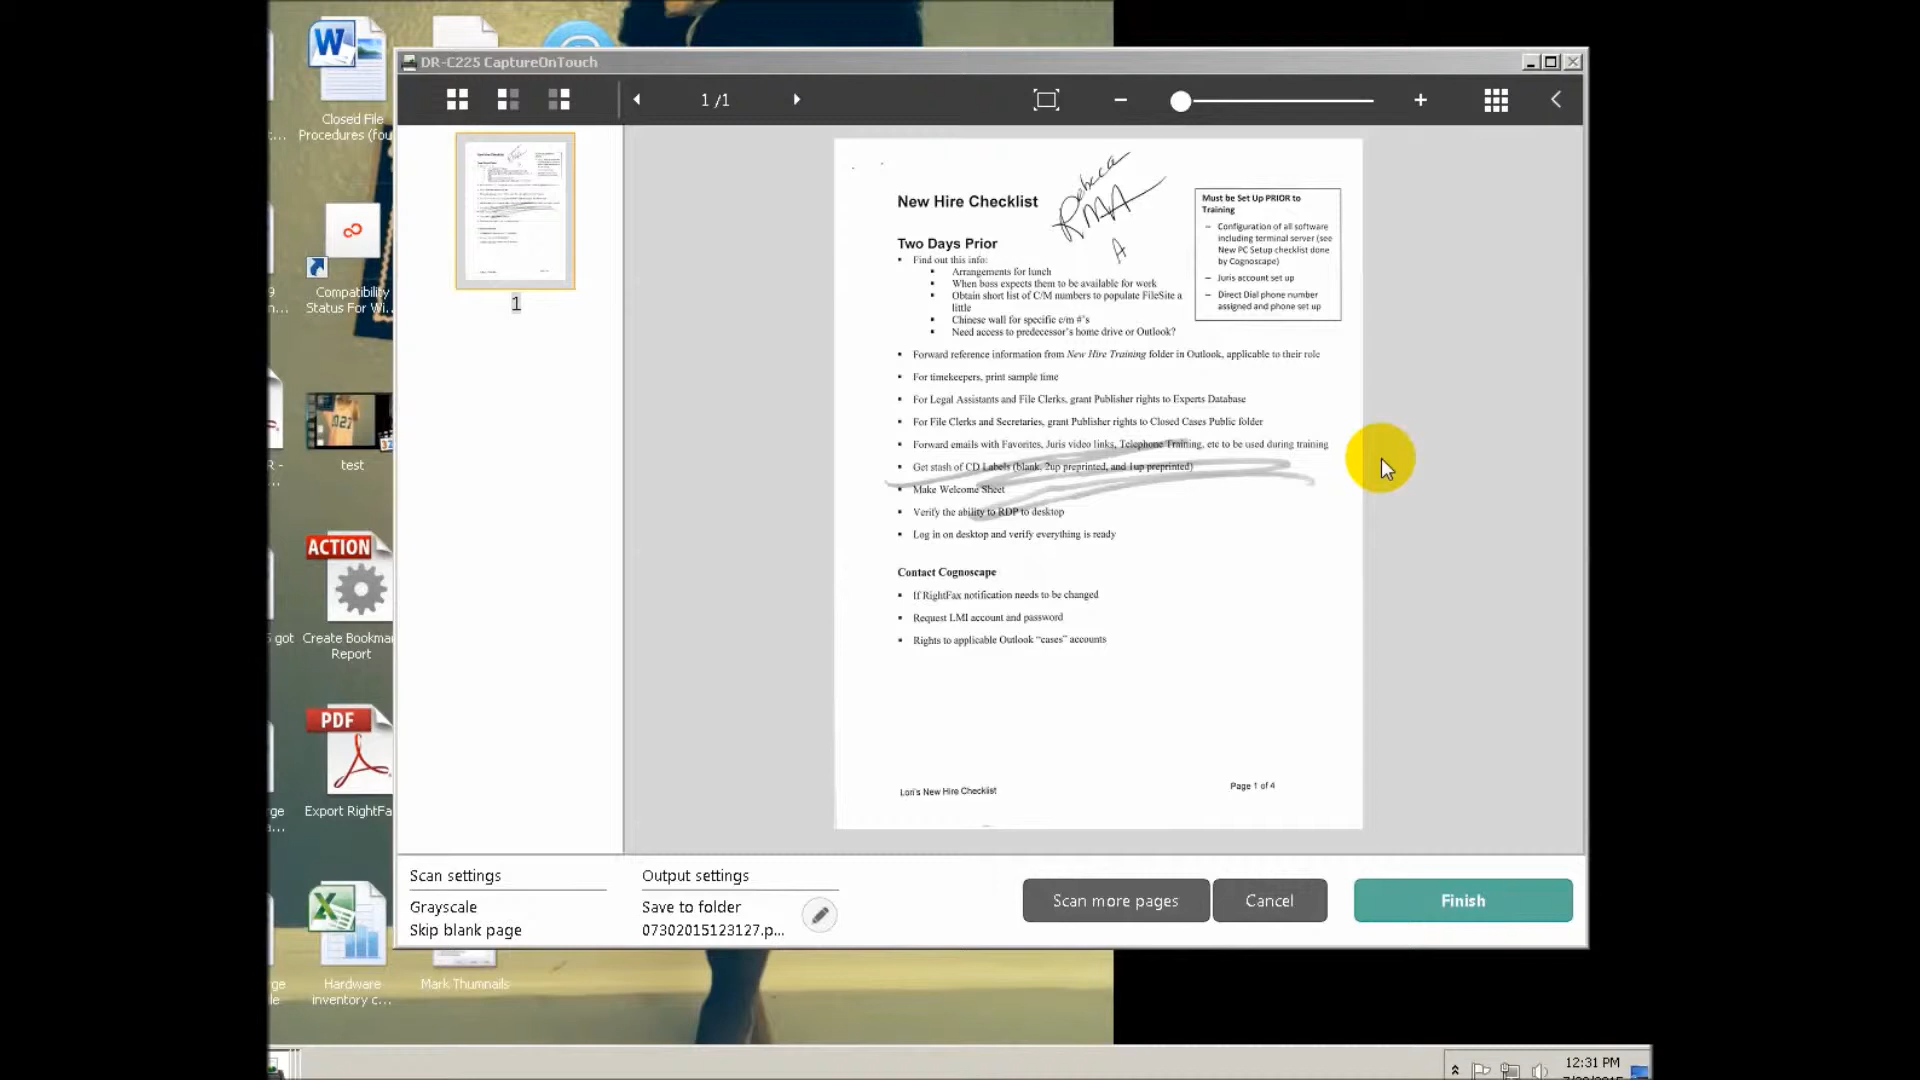 DR-C225 CaptureOnTouch
1 /1
Closed File
Procedures (fou
Compatibility
Status For Wi...
test
ACTION
Create Bookma
Report
PDF
Export RightFa
Hardware
inventory c...
Mark Thumnails
1
Rebecca
RMA
A
New Hire Checklist
Must be Set Up PRIOR to
Training
– Configuration of all software
including terminal server (see
New PC Setup checklist done
by Cognoscape)
– Juris account set up
– Direct Dial phone number
assigned and phone set up
Two Days Prior
▪ Find out this info:
▪ Arrangements for lunch
▪ When boss expects them to be available for work
▪ Obtain short list of C/M numbers to populate FileSite a
little
▪ Chinese wall for specific c/m #'s
▪ Need access to predecessor's home drive or Outlook?
▪ Forward reference information from New Hire Training folder in Outlook, applicable to their role
▪ For timekeepers, print sample time
▪ For Legal Assistants and File Clerks, grant Publisher rights to Experts Database
▪ For File Clerks and Secretaries, grant Publisher rights to Closed Cases Public folder
▪ Forward emails with Favorites, Juris video links, Telephone Training, etc to be used during training
▪ Get stash of CD Labels (blank, 2up preprinted, and 1up preprinted)
▪ Make Welcome Sheet
▪ Verify the ability to RDP to desktop
▪ Log in on desktop and verify everything is ready
Contact Cognoscape
▪ If RightFax notification needs to be changed
▪ Request LMI account and password
▪ Rights to applicable Outlook "cases" accounts
Lori's New Hire Checklist
Page 1 of 4
Scan settings
Grayscale
Skip blank page
Output settings
Save to folder
07302015123127.p...
Scan more pages
Cancel
Finish
12:31 PM